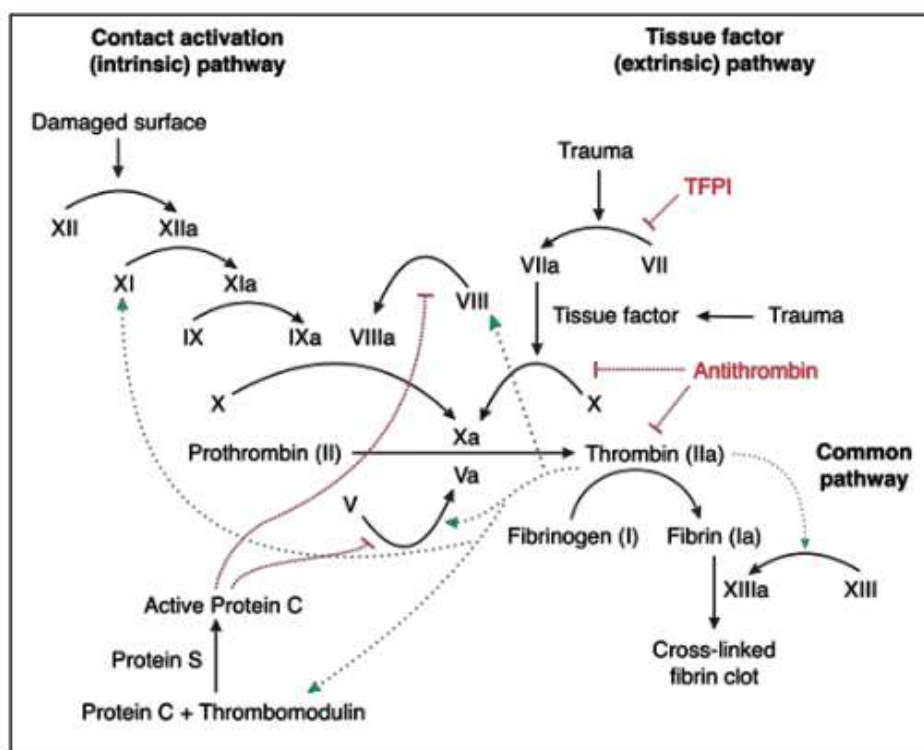 Contact activation
(intrinsic) pathway
Tissue factor
(extrinsic) pathway
Damaged surface
Trauma
TFPI
XII
XIIa
VIIa
VII
XI
XIa
VIII
IX
IXa
VIIIa
Tissue factor
Trauma
X
X
Antithrombin
Xa
Prothrombin (II)
Thrombin (IIa)
Common
pathway
Va
V
Fibrinogen (I)
Fibrin (Ia)
XIIIa
XIII
Active Protein C
Cross-linked
fibrin clot
Protein S
Protein C + Thrombomodulin